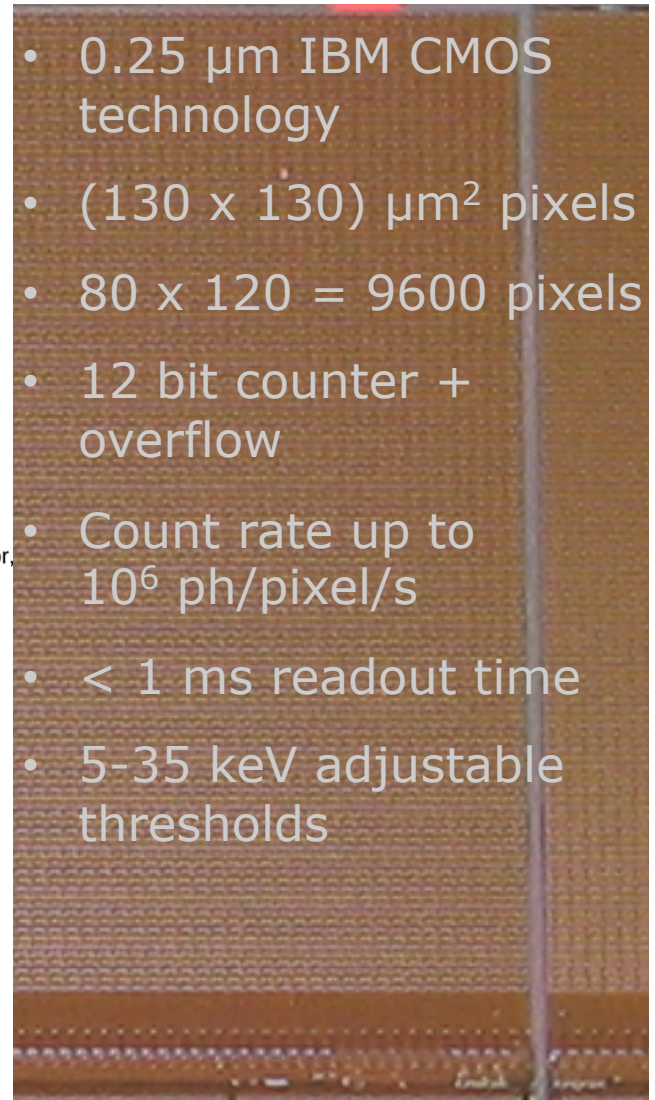 • 0.25 µm IBM CMOS
technology
• (130 x 130) µm² pixels
• 80 x 120 = 9600 pixels
• 12 bit counter +
overflow
• Count rate up to
10⁶ ph/pixel/s
• < 1 ms readout time
• 5-35 keV adjustable
thresholds